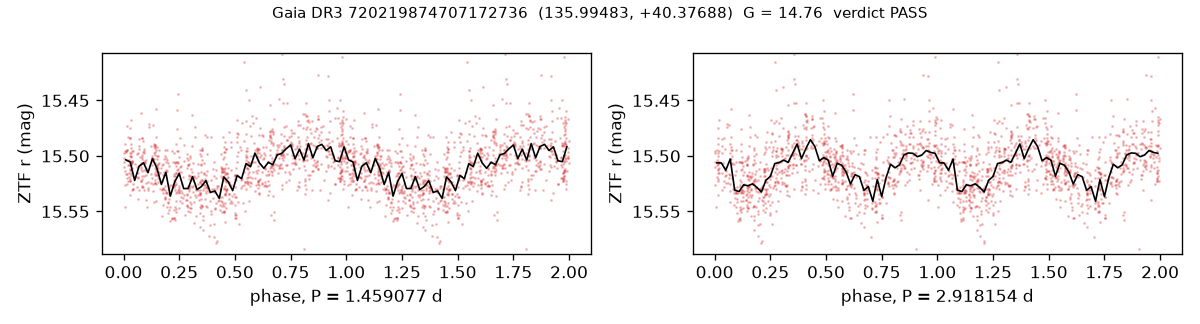 Gaia DR3 720219874707172736  (135.99483, +40.37688)  G = 14.76  verdict PASS
ZTF r (mag)
15.45
15.50
15.55
0.00 0.25 0.50 0.75 1.00 1.25 1.50 1.75 2.00
phase, P = 1.459077 d
ZTF r (mag)
15.45
15.50
15.55
0.00 0.25 0.50 0.75 1.00 1.25 1.50 1.75 2.00
phase, P = 2.918154 d